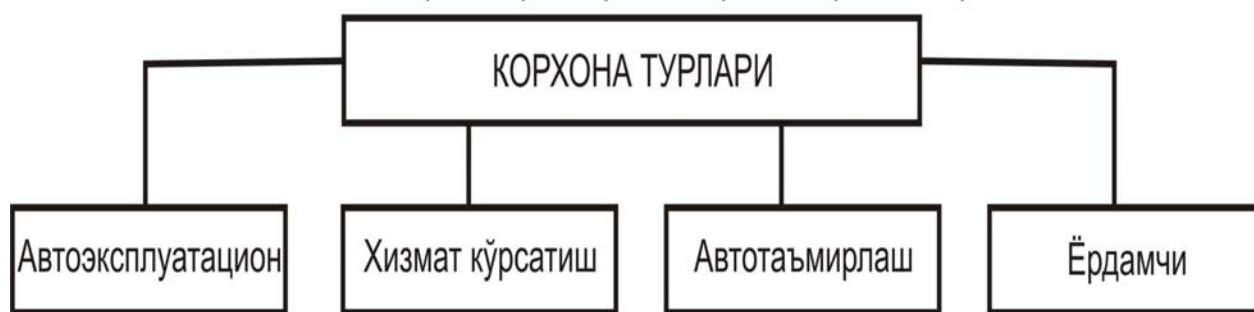 КОРХОНА ТУРЛАРИ
Автоэксплуатацион
Хизмат кўрсатиш
Автотаъмирлаш
Ёрдамчи